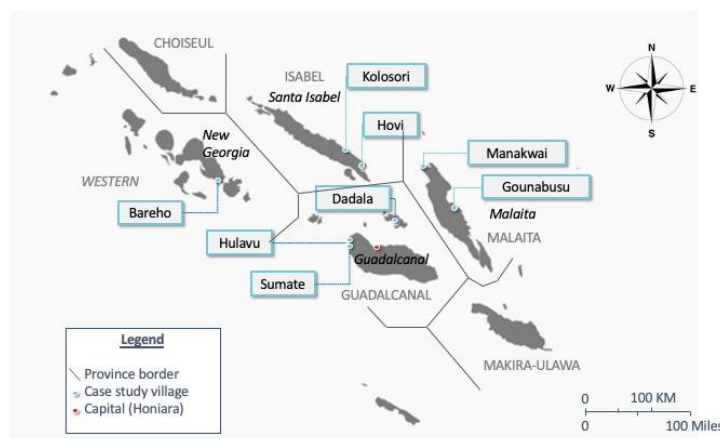 CHOISEUL
ISABEL
Kolosori
Santa Isabel
N
W
E
S
Hovi
New
Georgia
Manakwai
WESTERN
Gounabusu
Dadala
Bareho
Malaita
Hulavu
MALAITA
Guadalcanal
Sumate
GUADALCANAL
Legend
Province border
Case study village
Capital (Honiara)
MAKIRA-ULAWA
0 100 KM
0 100 Miles